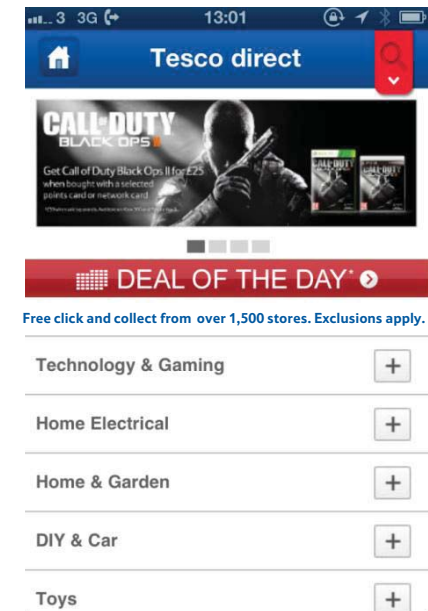 3 3G 13:01
Tesco direct
CALL OF DUTY
BLACK OPS II
Get Call of Duty Black Ops II for £25
when bought with a selected
points card or network card
DEAL OF THE DAY*
Free click and collect from over 1,500 stores. Exclusions apply.
Technology & Gaming
Home Electrical
Home & Garden
DIY & Car
Toys